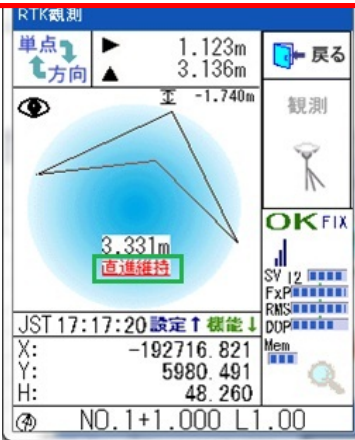 RTK観測
単点
方向
1.123m
3.136m
戻る
-1.740m
観測
3.331m
直進維持
OK FIX
SV 12
FxP
RMS
DOP
JST 17:17:20 設定↑ 機能↓
X: -192716.821
Y: 5980.491
H: 48.260
Mem
NO.1+1.000 L1.00